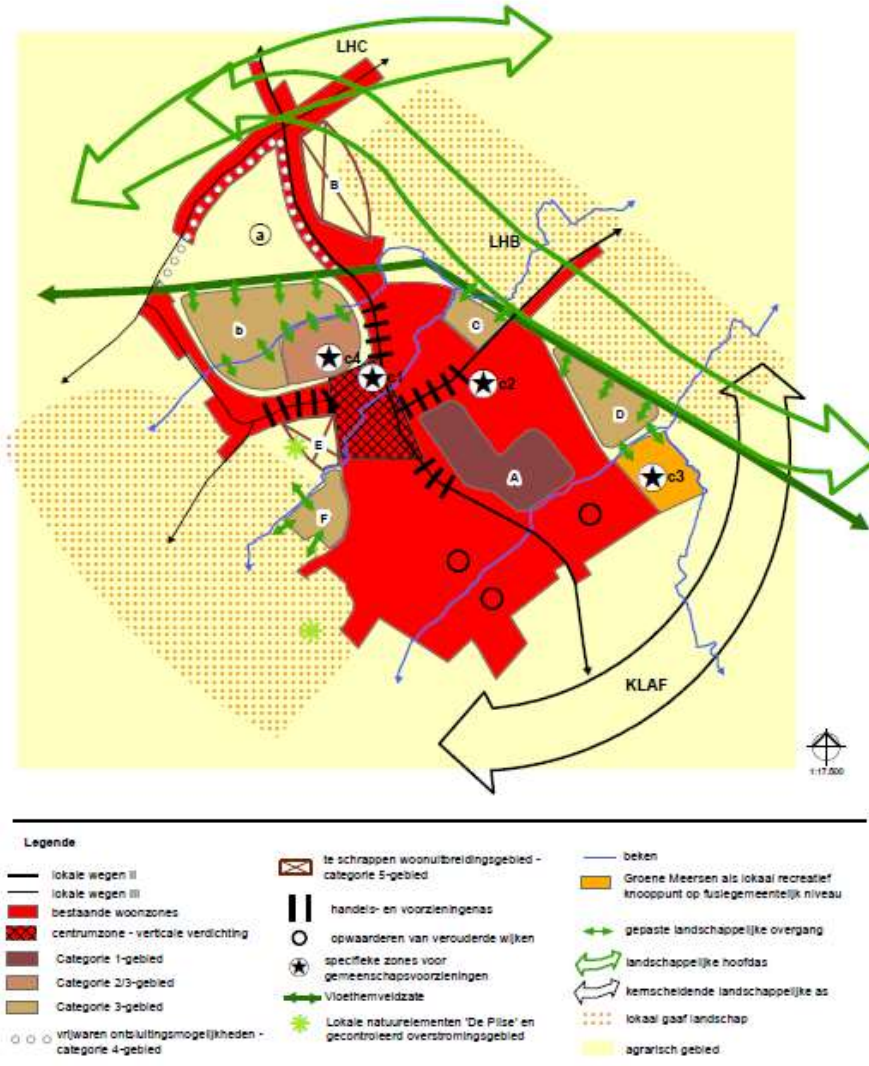 LHC
B
a
LHB
b
C
c4
c2
D
E
A
c3
F
KLAF
1:17.500
Legende
lokale wegen II
lokale wegen III
bestaande woonzones
centrumzone - verticale verdichting
Categorie 1-gebied
Categorie 2/3-gebied
Categorie 3-gebied
vrijwaren ontsluitingsmogelijkheden -
categorie 4-gebied
te schrappen woonuitbreidingsgebied -
categorie 5-gebied
handels- en voorzieningenas
opwaarderen van verouderde wijken
specifieke zones voor
gemeenschapsvoorzieningen
Vloethemveldzate
Lokale natuurelementen 'De Pilse' en
gecontroleerd overstromingsgebied
beken
Groene Meersen als lokaal recreatief
knooppunt op fusiegemeentelijk niveau
gepaste landschappelijke overgang
landschappelijke hoofdas
kernscheidende landschappelijke as
lokaal gaaf landschap
agrarisch gebied